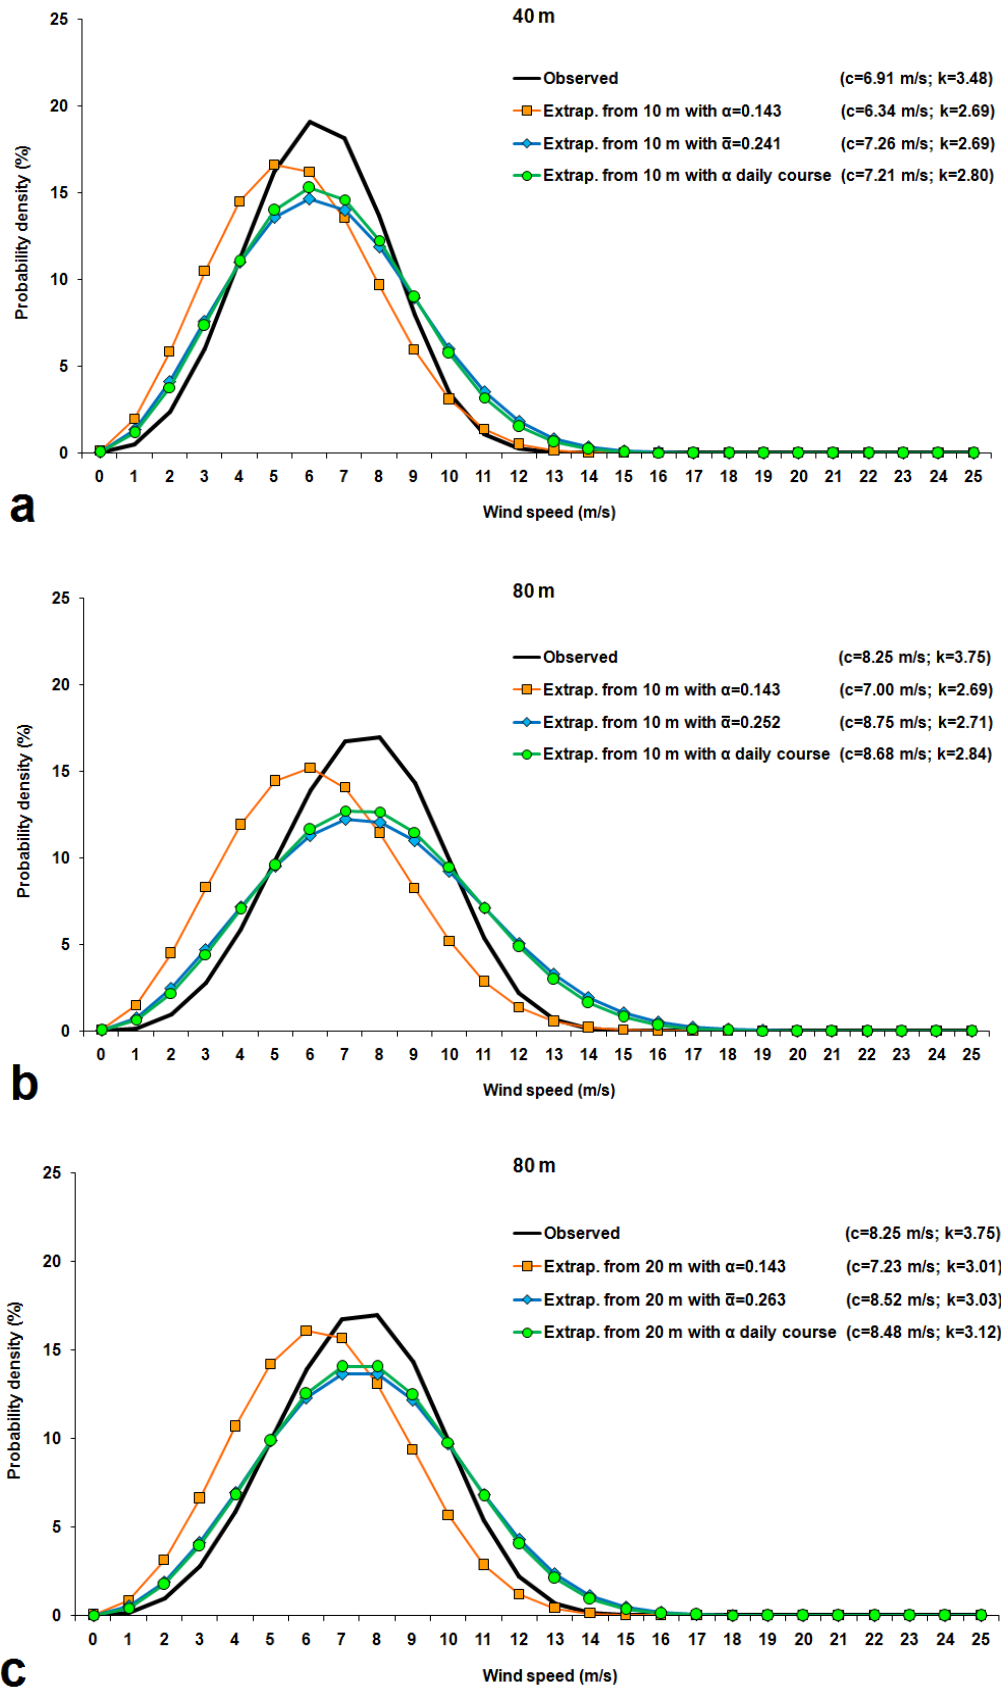 40 m
25
20
15
10
5
0
Probability density (%)
Observed (c=6.91 m/s; k=3.48)
Extrap. from 10 m with α=0.143 (c=6.34 m/s; k=2.69)
Extrap. from 10 m with α̅=0.241 (c=7.26 m/s; k=2.69)
Extrap. from 10 m with α daily course (c=7.21 m/s; k=2.80)
0 1 2 3 4 5 6 7 8 9 10 11 12 13 14 15 16 17 18 19 20 21 22 23 24 25
Wind speed (m/s)
a
80 m
25
20
15
10
5
0
Probability density (%)
Observed (c=8.25 m/s; k=3.75)
Extrap. from 10 m with α=0.143 (c=7.00 m/s; k=2.69)
Extrap. from 10 m with α̅=0.252 (c=8.75 m/s; k=2.71)
Extrap. from 10 m with α daily course (c=8.68 m/s; k=2.84)
0 1 2 3 4 5 6 7 8 9 10 11 12 13 14 15 16 17 18 19 20 21 22 23 24 25
Wind speed (m/s)
b
80 m
25
20
15
10
5
0
Probability density (%)
Observed (c=8.25 m/s; k=3.75)
Extrap. from 20 m with α=0.143 (c=7.23 m/s; k=3.01)
Extrap. from 20 m with α̅=0.263 (c=8.52 m/s; k=3.03)
Extrap. from 20 m with α daily course (c=8.48 m/s; k=3.12)
0 1 2 3 4 5 6 7 8 9 10 11 12 13 14 15 16 17 18 19 20 21 22 23 24 25
Wind speed (m/s)
c